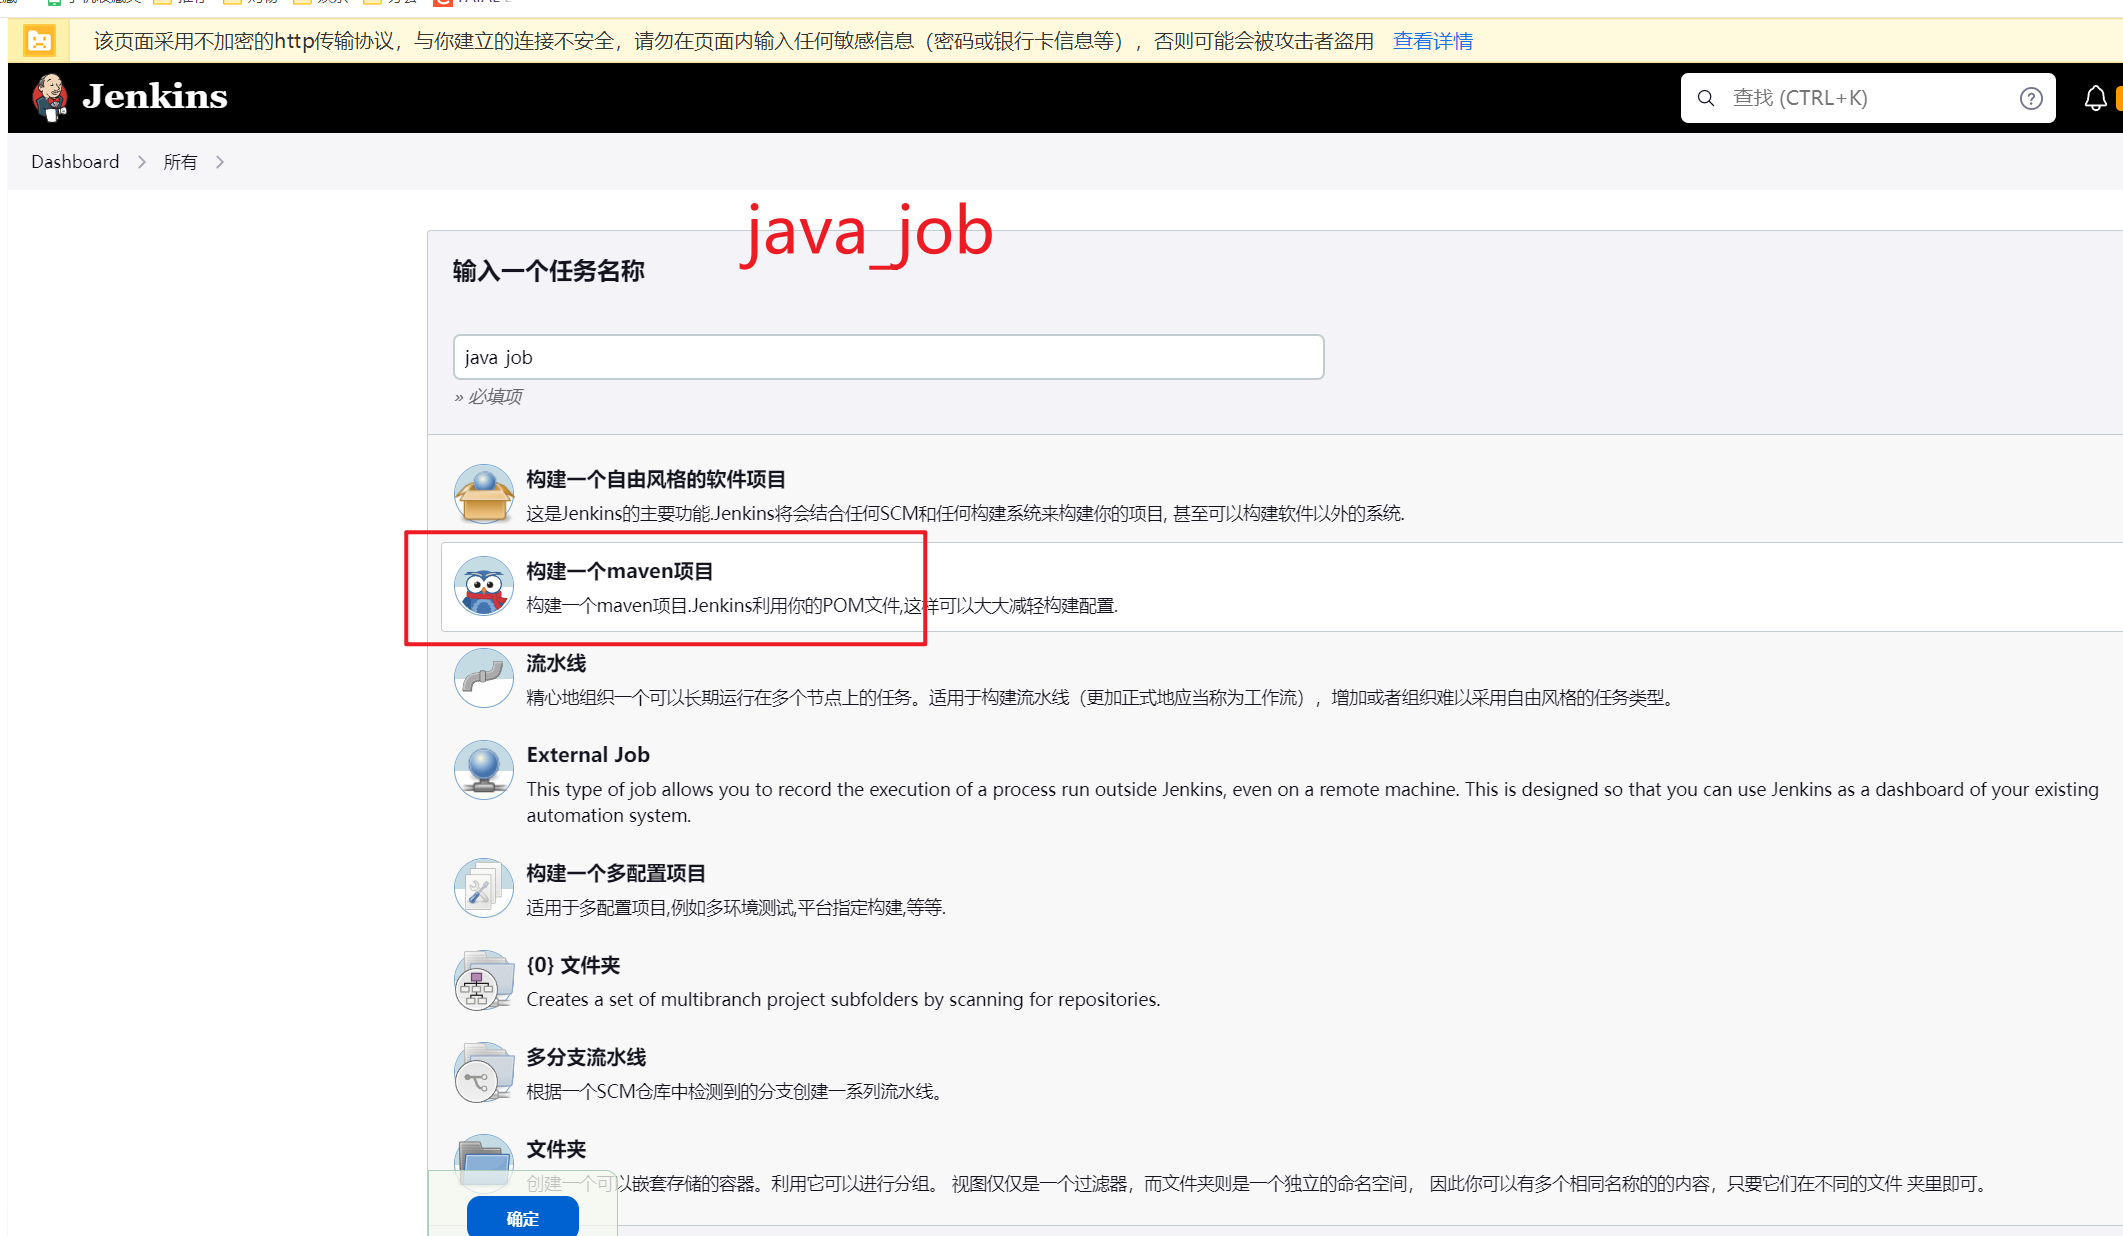 该页面采用不加密的http传输协议，与你建立的连接不安全，请勿在页面内输入任何敏感信息（密码或银行卡信息等），否则可能会被攻击者盗用 查看详情
Jenkins
查找 (CTRL+K)
Dashboard 所有
java_job
输入一个任务名称
java job
» 必填项
构建一个自由风格的软件项目
这是Jenkins的主要功能.Jenkins将会结合任何SCM和任何构建系统来构建你的项目, 甚至可以构建软件以外的系统.
构建一个maven项目
构建一个maven项目.Jenkins利用你的POM文件,这样可以大大减轻构建配置.
流水线
精心地组织一个可以长期运行在多个节点上的任务。适用于构建流水线（更加正式地应当称为工作流），增加或者组织难以采用自由风格的任务类型。
External Job
This type of job allows you to record the execution of a process run outside Jenkins, even on a remote machine. This is designed so that you can use Jenkins as a dashboard of your existing
automation system.
构建一个多配置项目
适用于多配置项目,例如多环境测试,平台指定构建,等等.
{0} 文件夹
Creates a set of multibranch project subfolders by scanning for repositories.
多分支流水线
根据一个SCM仓库中检测到的分支创建一系列流水线。
文件夹
创建一个可以嵌套存储的容器。利用它可以进行分组。 视图仅仅是一个过滤器，而文件夹则是一个独立的命名空间， 因此你可以有多个相同名称的的内容，只要它们在不同的文件 夹里即可。
确定